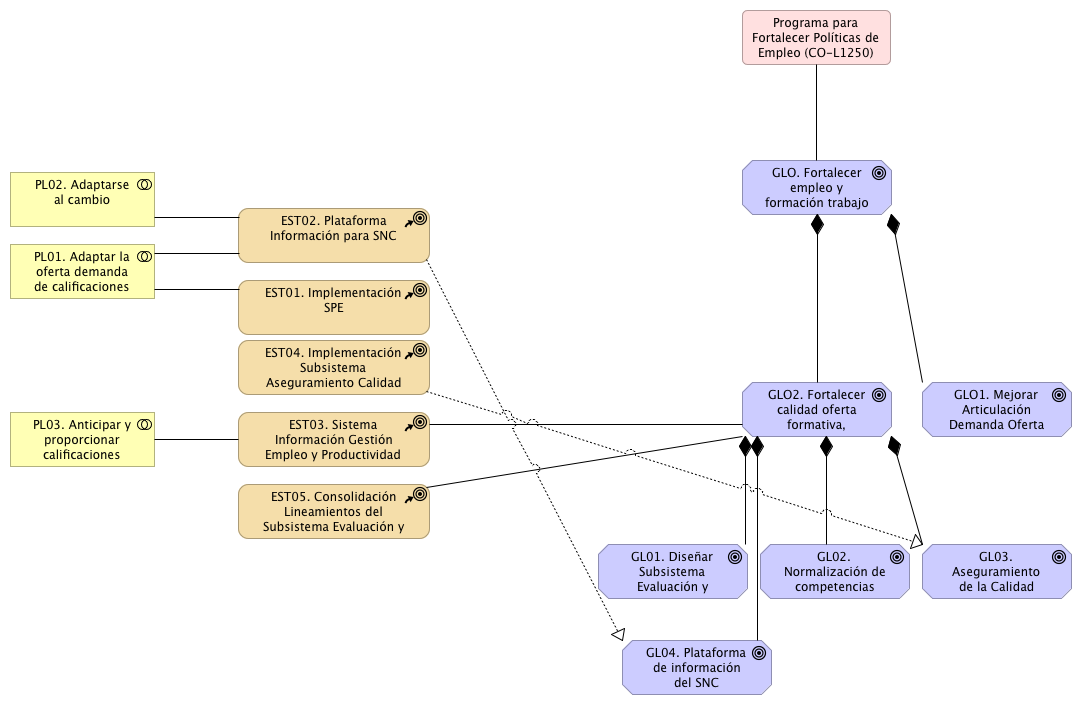 Programa para
Fortalecer Políticas de
Empleo (CO-L1250)
GLO. Fortalecer
empleo y
formación trabajo
PL02. Adaptarse
al cambio
EST02. Plataforma
Información para SNC
PL01. Adaptar la
oferta demanda
de calificaciones
EST01. Implementación
SPE
EST04. Implementación
Subsistema
Aseguramiento Calidad
GLO2. Fortalecer
calidad oferta
formativa,
GLO1. Mejorar
Articulación
Demanda Oferta
PL03. Anticipar y
proporcionar
calificaciones
EST03. Sistema
Información Gestión
Empleo y Productividad
EST05. Consolidación
Lineamientos del
Subsistema Evaluación y
GL01. Diseñar
Subsistema
Evaluación y
GL02.
Normalización de
competencias
GL03.
Aseguramiento
de la Calidad
GL04. Plataforma
de información
del SNC